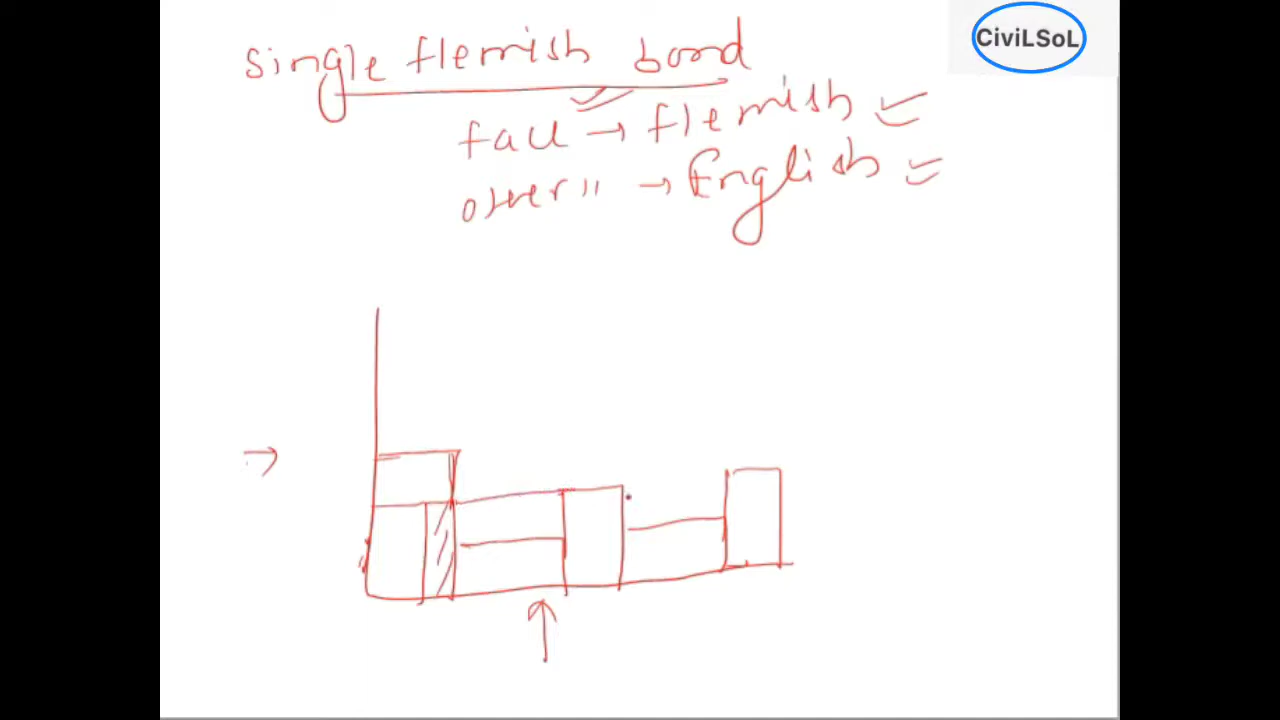 Single flemish bond
CiviLSoL
face → flemish
other " → English